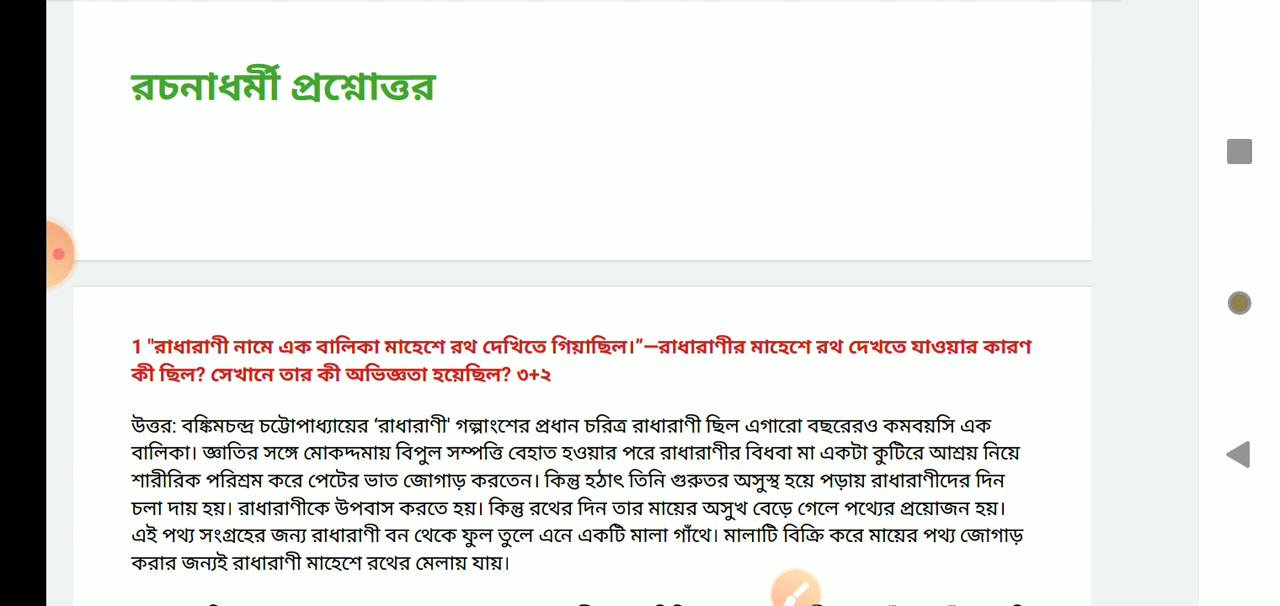 রচনাধর্মী প্রশ্নোত্তর
1 "রাধারাণী নামে এক বালিকা মাহেশে রথ দেখিতে গিয়াছিল।”—রাধারাণীর মাহেশে রথ দেখতে যাওয়ার কারণ
কী ছিল? সেখানে তার কী অভিজ্ঞতা হয়েছিল? ৩+২
উত্তর: বঙ্কিমচন্দ্র চট্টোপাধ্যায়ের ‘রাধারাণী' গল্পাংশের প্রধান চরিত্র রাধারাণী ছিল এগারো বছরেরও কমবয়সি এক
বালিকা। জ্ঞাতির সঙ্গে মোকদ্দমায় বিপুল সম্পত্তি বেহাত হওয়ার পরে রাধারাণীর বিধবা মা একটা কুটিরে আশ্রয় নিয়ে
শারীরিক পরিশ্রম করে পেটের ভাত জোগাড় করতেন। কিন্তু হঠাৎ তিনি গুরুতর অসুস্থ হয়ে পড়ায় রাধারাণীদের দিন
চলা দায় হয়। রাধারাণীকে উপবাস করতে হয়। কিন্তু রথের দিন তার মায়ের অসুখ বেড়ে গেলে পথ্যের প্রয়োজন হয়।
এই পথ্য সংগ্রহের জন্য রাধারাণী বন থেকে ফুল তুলে এনে একটি মালা গাঁথে। মালাটি বিক্রি করে মায়ের পথ্য জোগাড়
করার জন্যই রাধারাণী মাহেশে রথের মেলায় যায়।